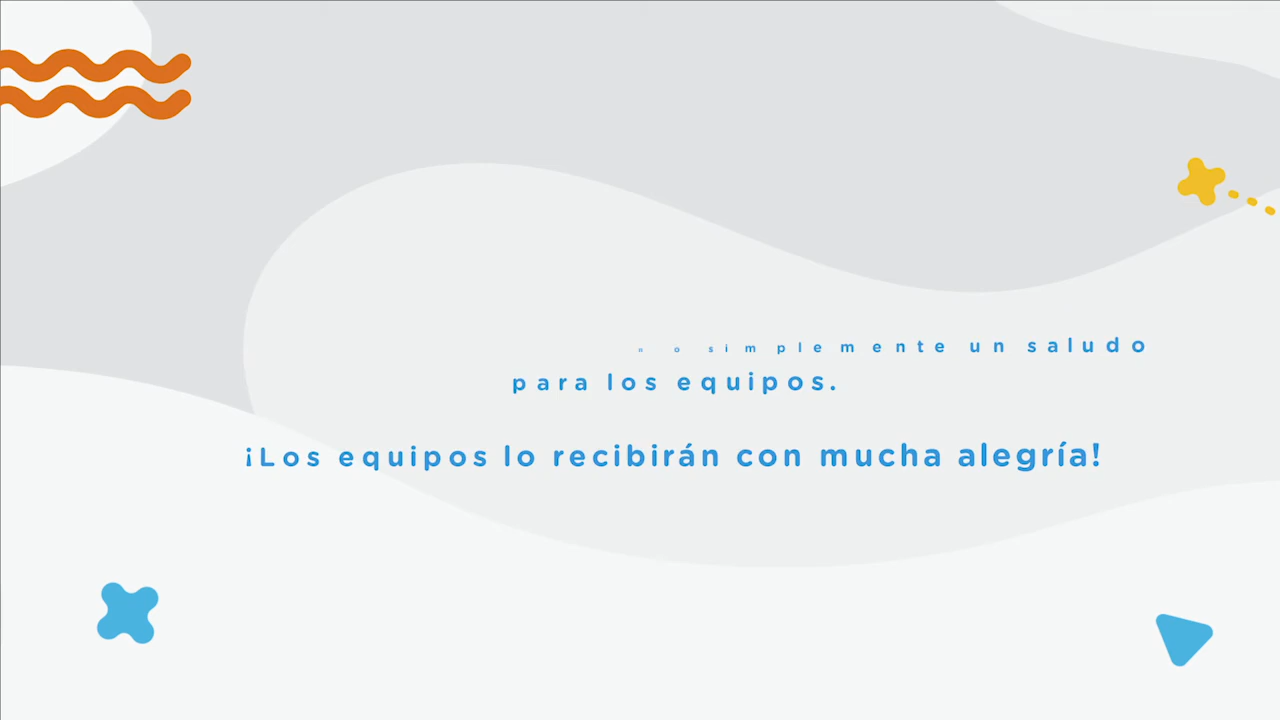 o simplemente un saludo
para los equipos.
¡Los equipos lo recibirán con mucha alegría!